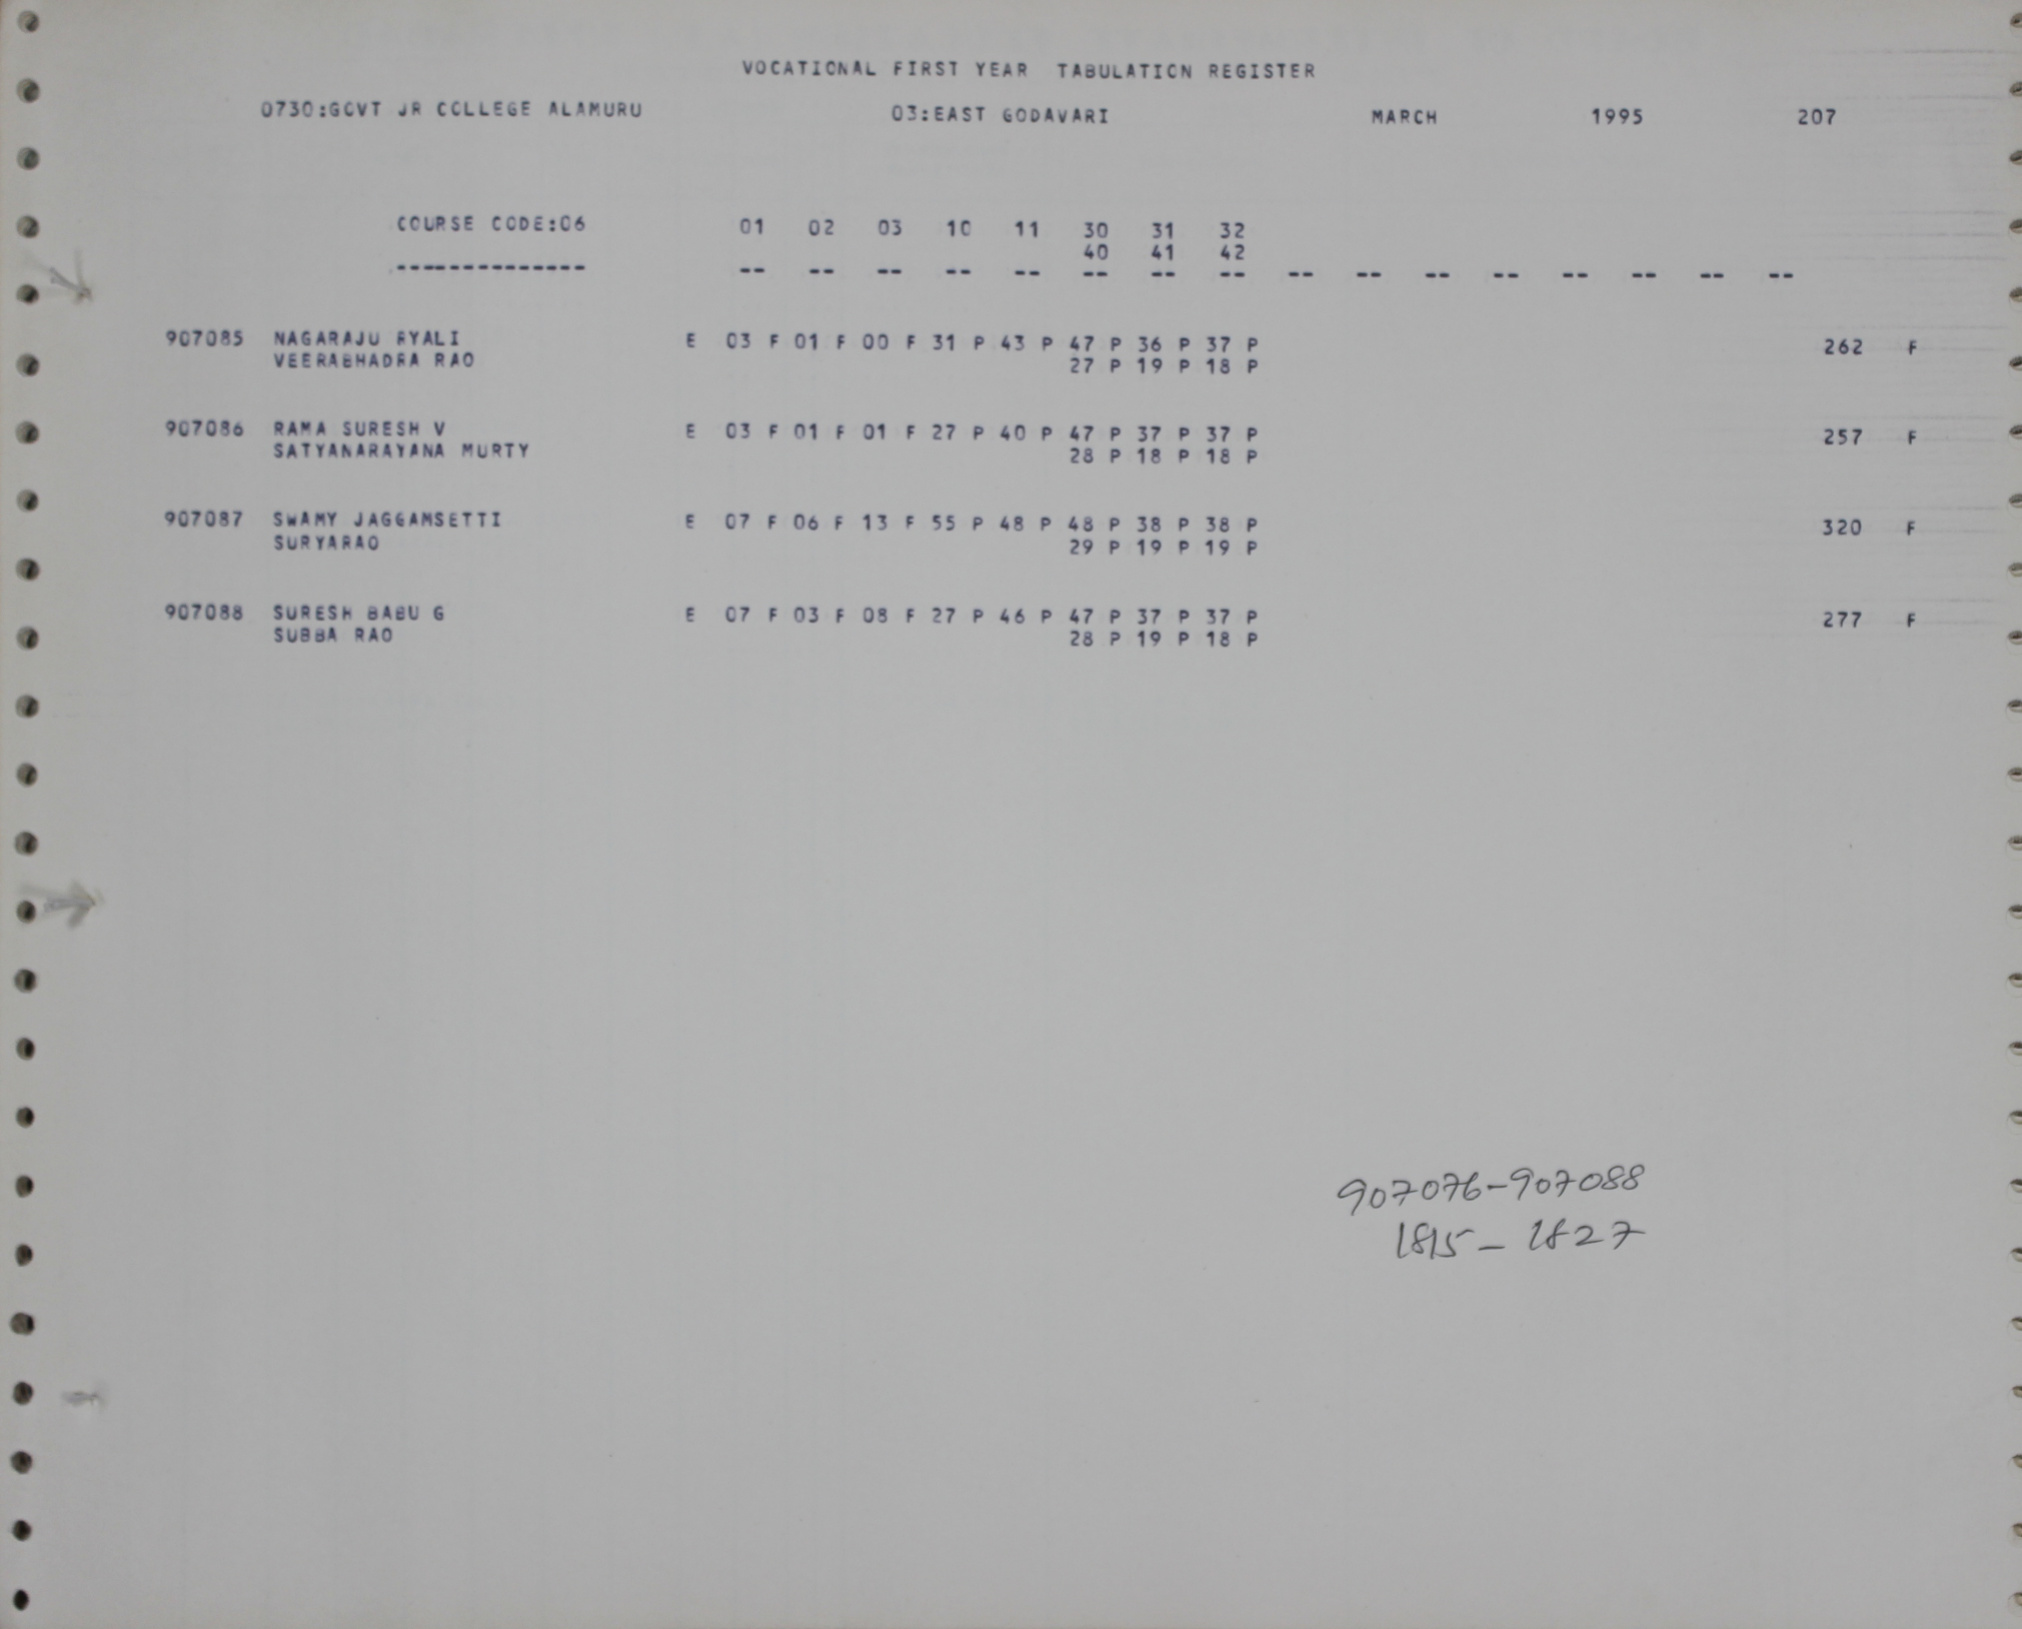 VOCATIONAL FIRST YEAR TABULATION REGISTER
0730:GOVT JR COLLEGE ALAMURU 03:EAST GODAVARI MARCH 1995 207
COURSE CODE:06 01 02 03 10 11 30 31 32
40 41 42
-------------- -- -- -- -- -- -- -- -- -- -- -- -- -- -- -- --
907085 NAGARAJU RYALI E 03 F 01 F 00 F 31 P 43 P 47 P 36 P 37 P 262 F
VEERABHADRA RAO 27 P 19 P 18 P
907086 RAMA SURESH V E 03 F 01 F 01 F 27 P 40 P 47 P 37 P 37 P 257 F
SATYANARAYANA MURTY 28 P 18 P 18 P
907087 SWAMY JAGGAMSETTI E 07 F 06 F 13 F 55 P 48 P 48 P 38 P 38 P 320 F
SURYARAO 29 P 19 P 19 P
907088 SURESH BABU G E 07 F 03 F 08 F 27 P 46 P 47 P 37 P 37 P 277 F
SUBBA RAO 28 P 19 P 18 P
907076-907088
1815-1827